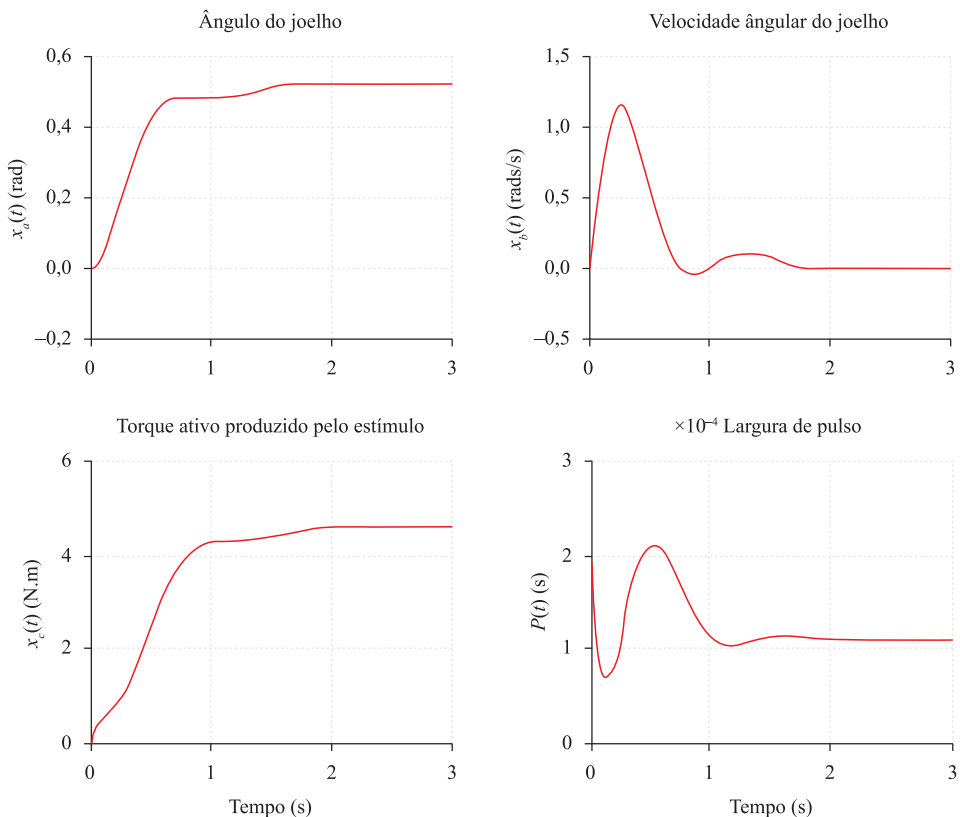 Ângulo do joelho
0,6
0,4
0,2
0,0
–0,2
xₐ(t) (rad)
0 1 2 3
Velocidade ângular do joelho
1,5
1,0
0,5
0,0
–0,5
x_b(t) (rads/s)
0 1 2 3
Torque ativo produzido pelo estímulo
6
4
2
0
x_c(t) (N.m)
0 1 2 3
Tempo (s)
×10⁻⁴ Largura de pulso
3
2
1
0
P(t) (s)
0 1 2 3
Tempo (s)